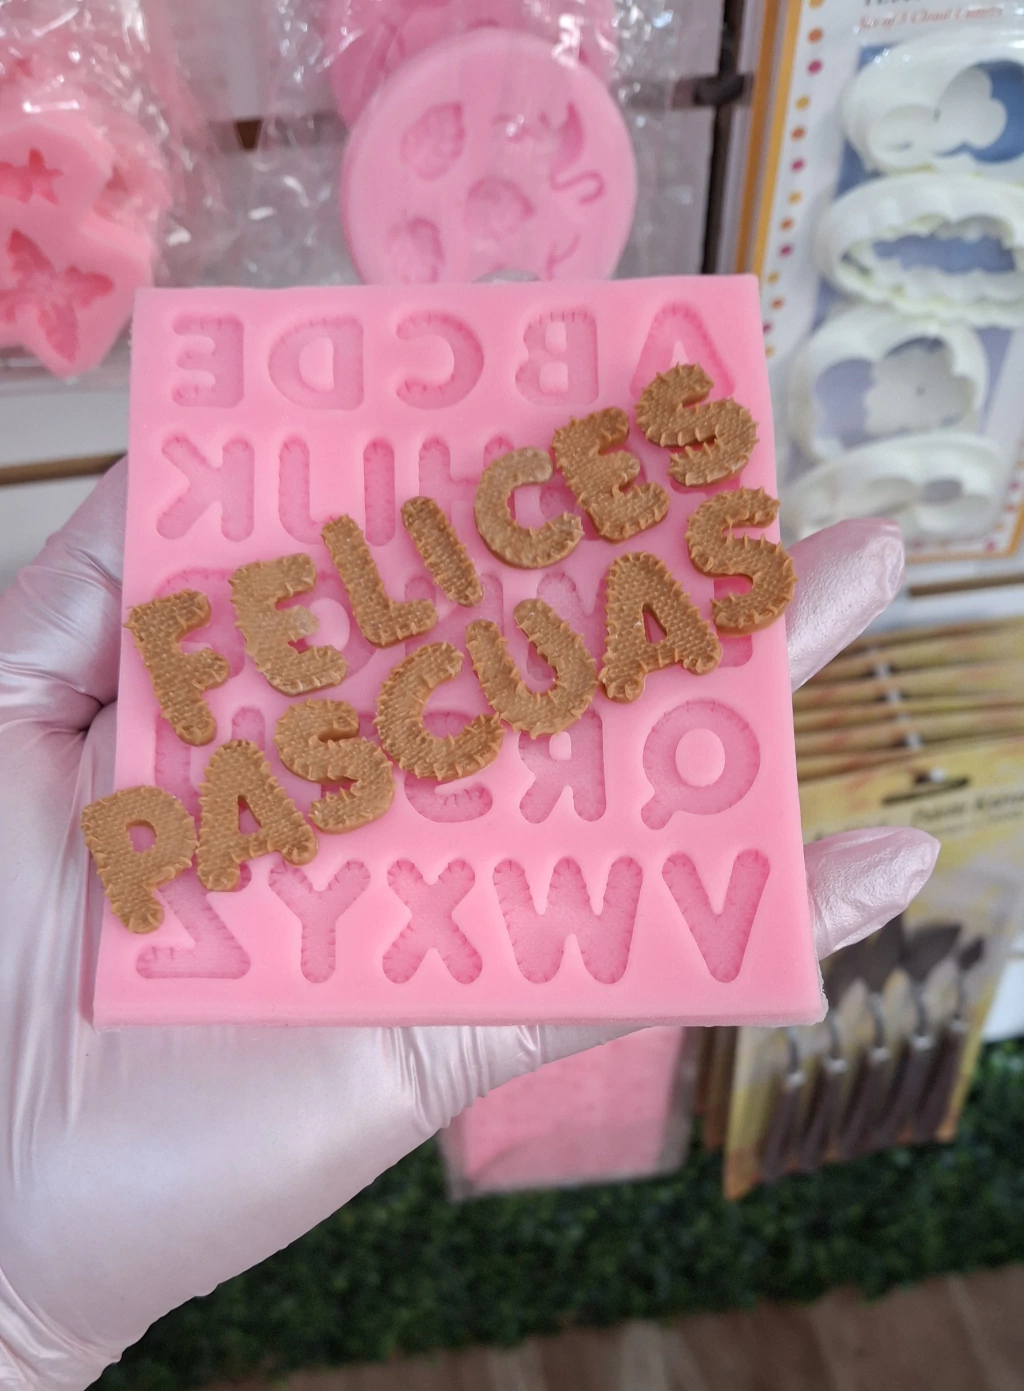 FELICES
PASCUAS
E D C B A
K J I H
R Q
Z Y X W V